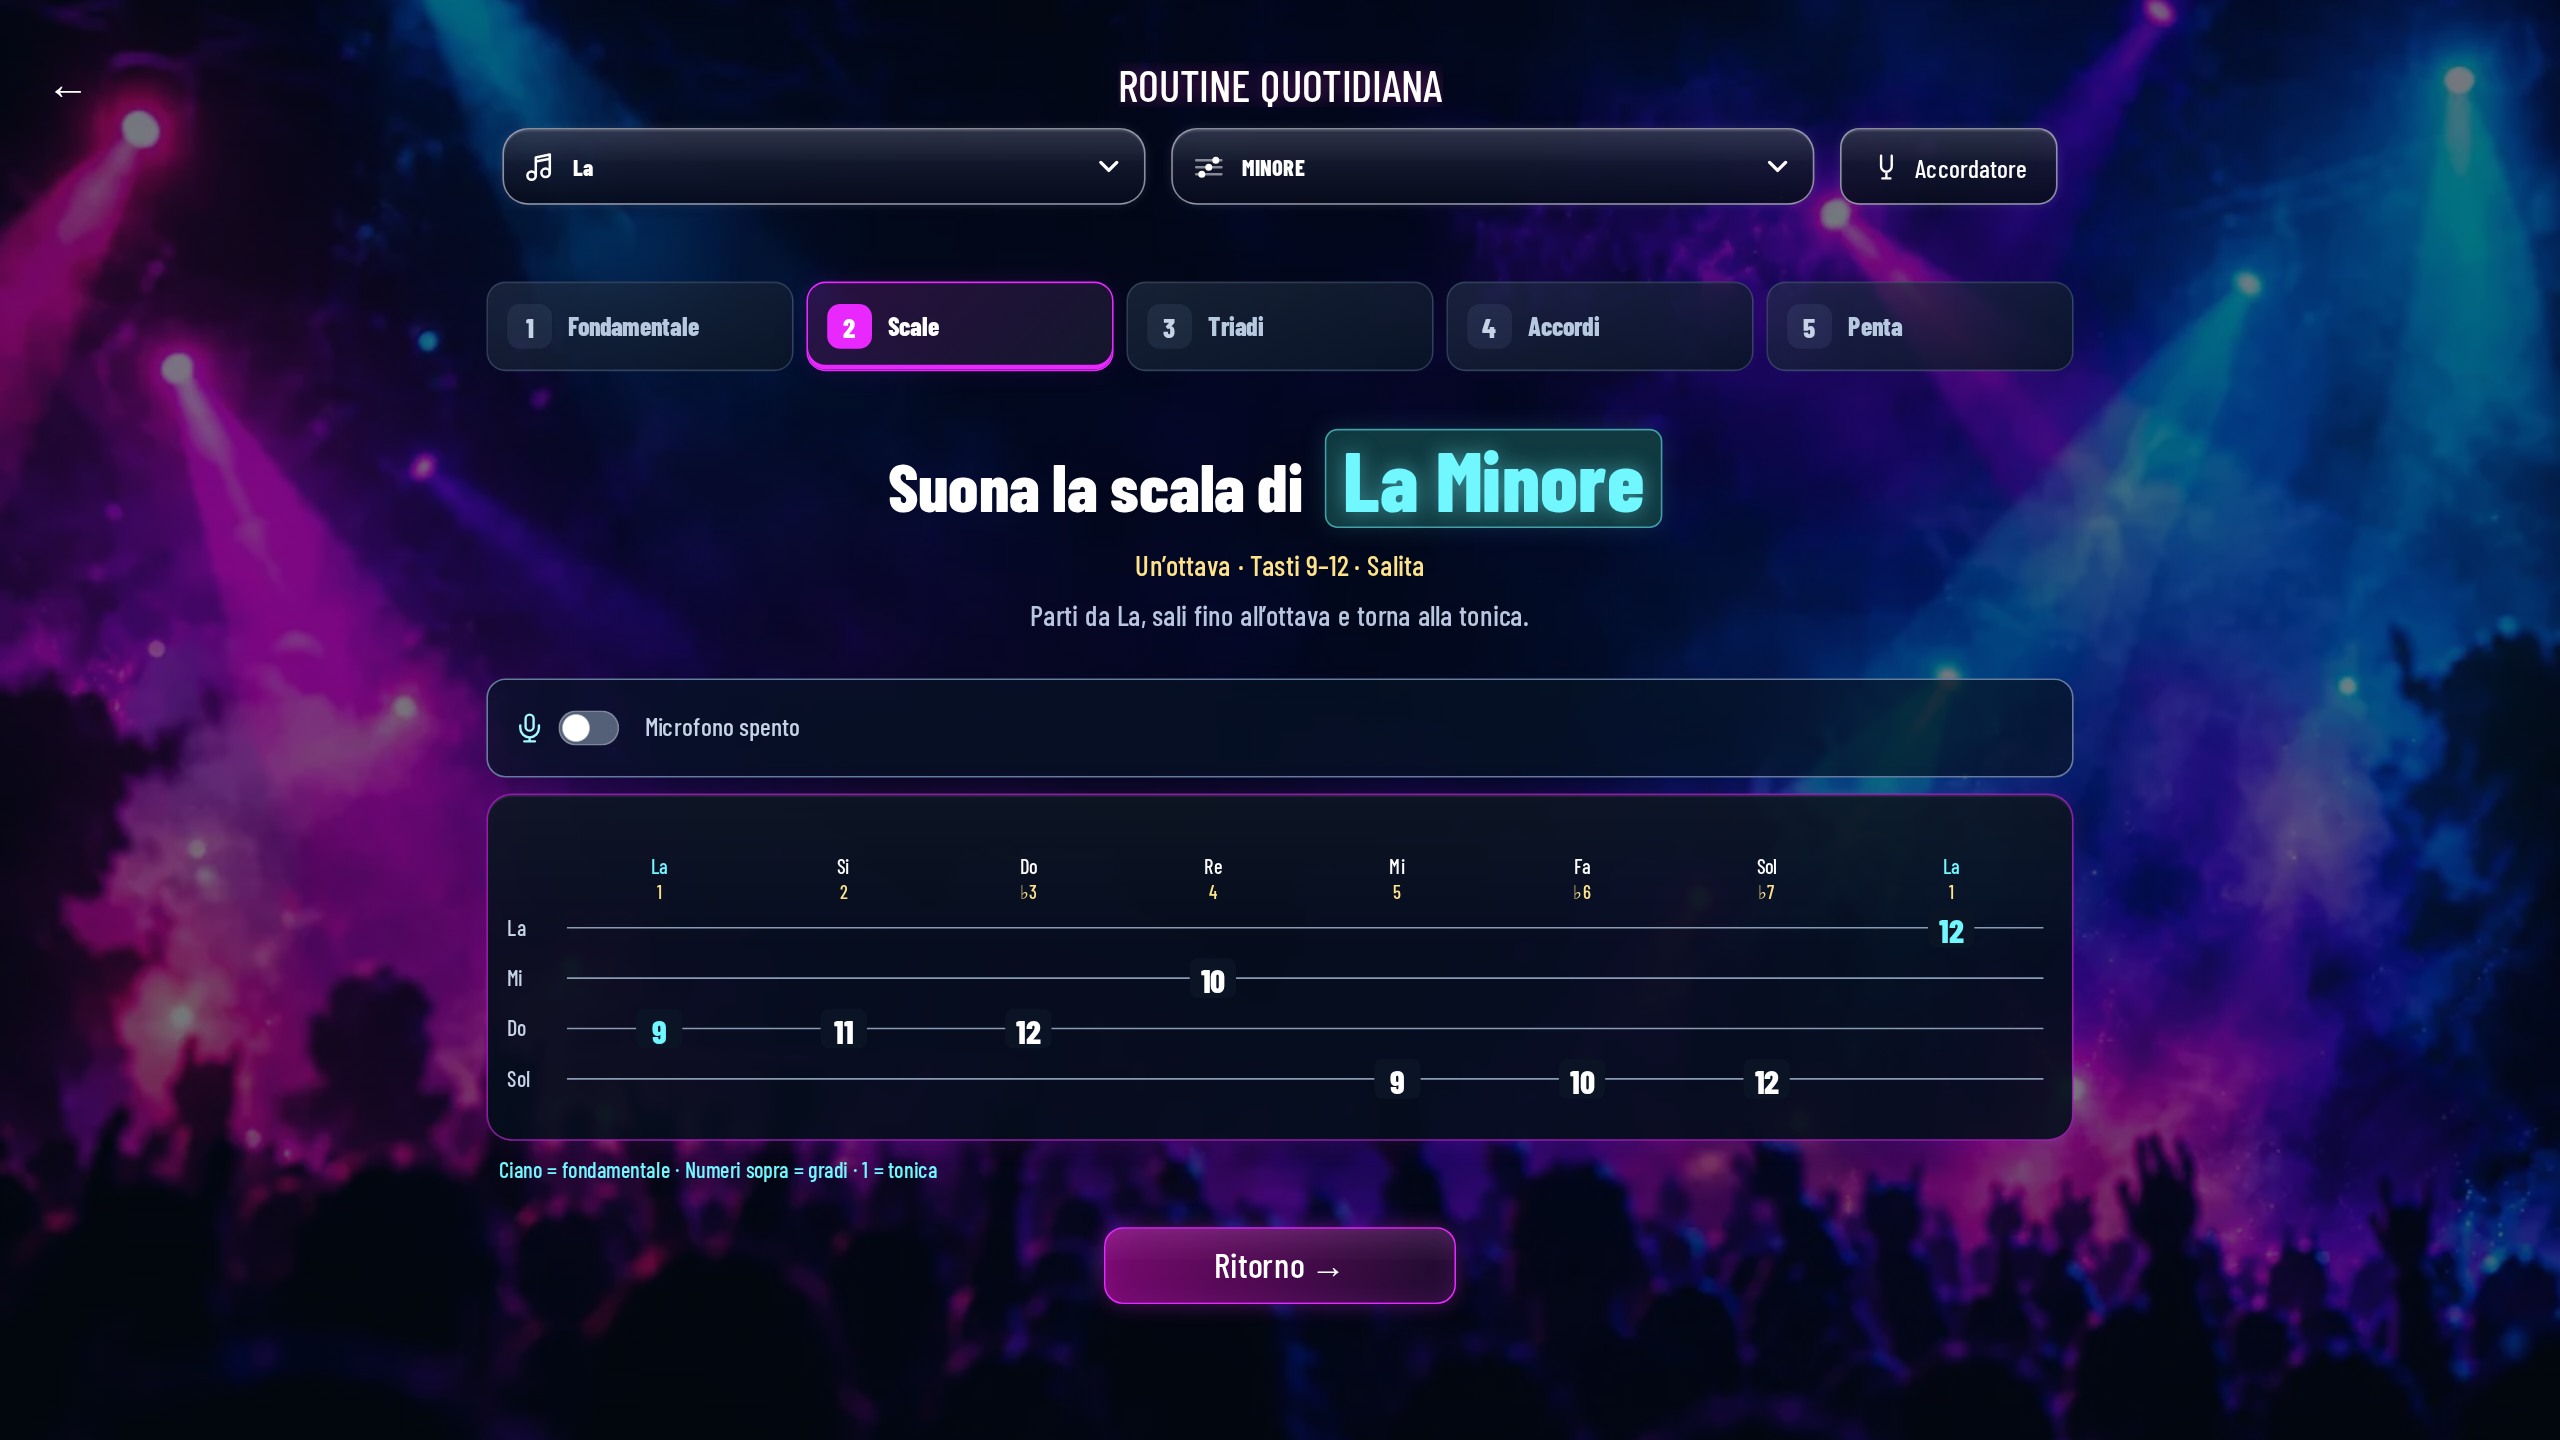 ←
ROUTINE QUOTIDIANA
La
MINORE
Accordatore
1 Fondamentale
2 Scale
3 Triadi
4 Accordi
5 Penta
Suona la scala di La Minore
Un’ottava · Tasti 9–12 · Salita
Parti da La, sali fino all’ottava e torna alla tonica.
Microfono spento
La Si Do Re Mi Fa Sol La
1 2 ♭3 4 5 ♭6 ♭7 1
La 12
Mi 10
Do 9 11 12
Sol 9 10 12
Ciano = fondamentale · Numeri sopra = gradi · 1 = tonica
Ritorno →